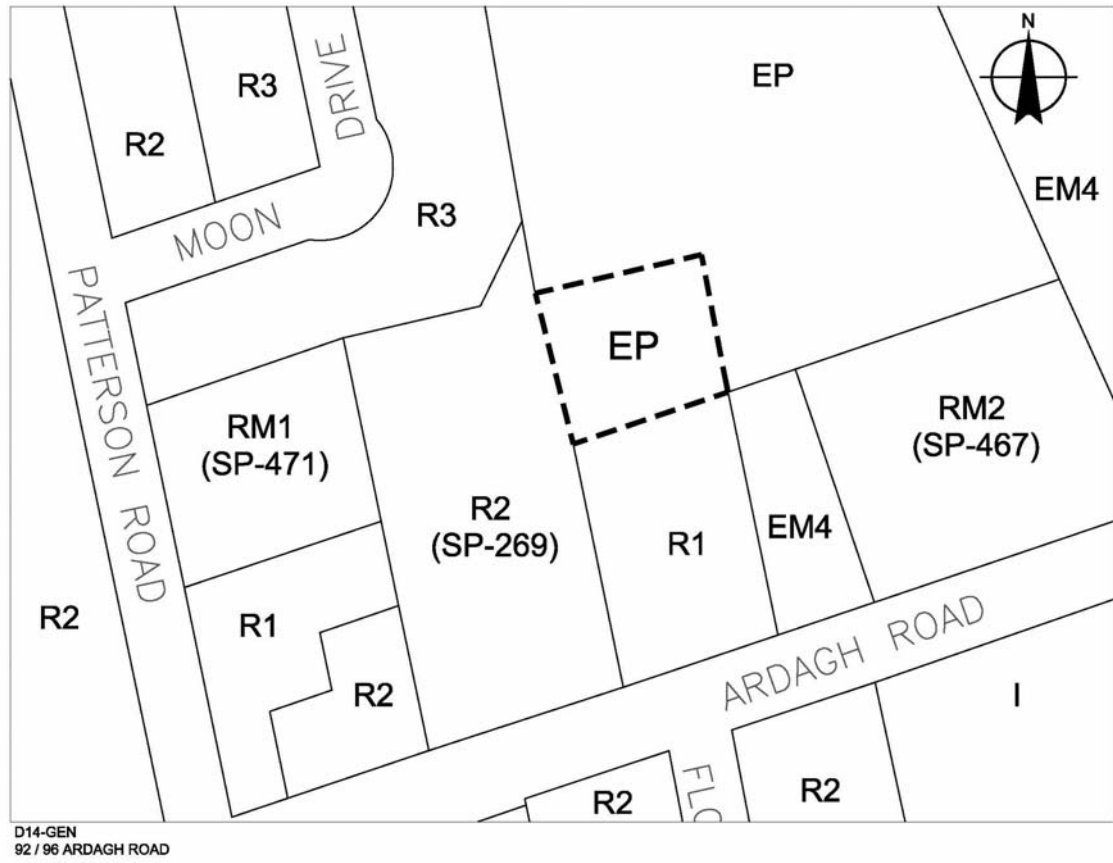 N
EP
R3
R2
DRIVE
EM4
R3
MOON
PATTERSON ROAD
EP
RM1
(SP-471)
RM2
(SP-467)
R2
(SP-269)
EM4
R1
R2
R1
ARDAGH ROAD
R2
I
R2
R2
FLO
D14-GEN
92 / 96 ARDAGH ROAD